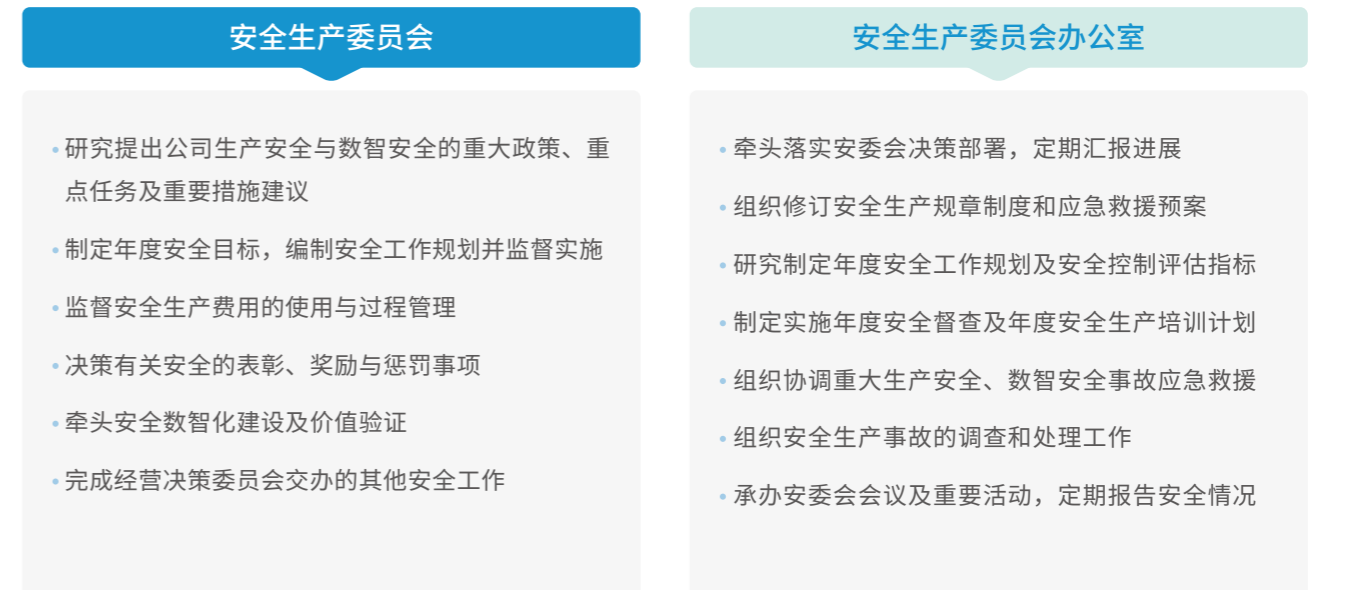 安全生产委员会
• 研究提出公司生产安全与数智安全的重大政策、重
点任务及重要措施建议
• 制定年度安全目标，编制安全工作规划并监督实施
• 监督安全生产费用的使用与过程管理
• 决策有关安全的表彰、奖励与惩罚事项
• 牵头安全数智化建设及价值验证
• 完成经营决策委员会交办的其他安全工作
安全生产委员会办公室
• 牵头落实安委会决策部署，定期汇报进展
• 组织修订安全生产规章制度和应急救援预案
• 研究制定年度安全工作规划及安全控制评估指标
• 制定实施年度安全督查及年度安全生产培训计划
• 组织协调重大生产安全、数智安全事故应急救援
• 组织安全生产事故的调查和处理工作
• 承办安委会会议及重要活动，定期报告安全情况